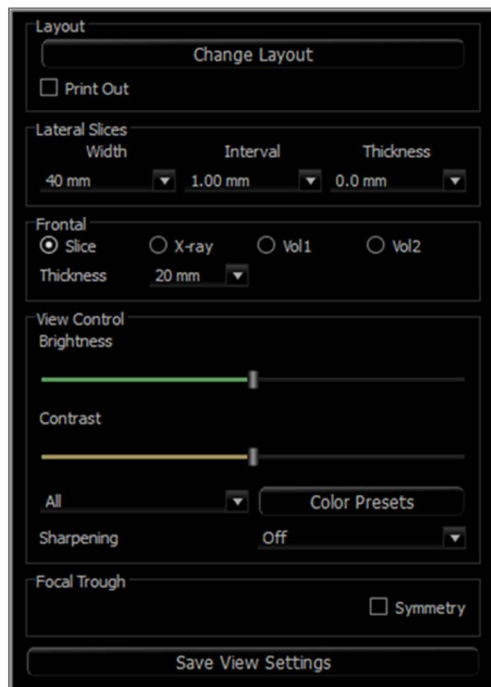 Layout
Change Layout
Print Out
Lateral Slices
Width Interval Thickness
40 mm 1.00 mm 0.0 mm
Frontal
Slice X-ray Vol1 Vol2
Thickness 20 mm
View Control
Brightness
Contrast
All Color Presets
Sharpening Off
Focal Trough
Symmetry
Save View Settings